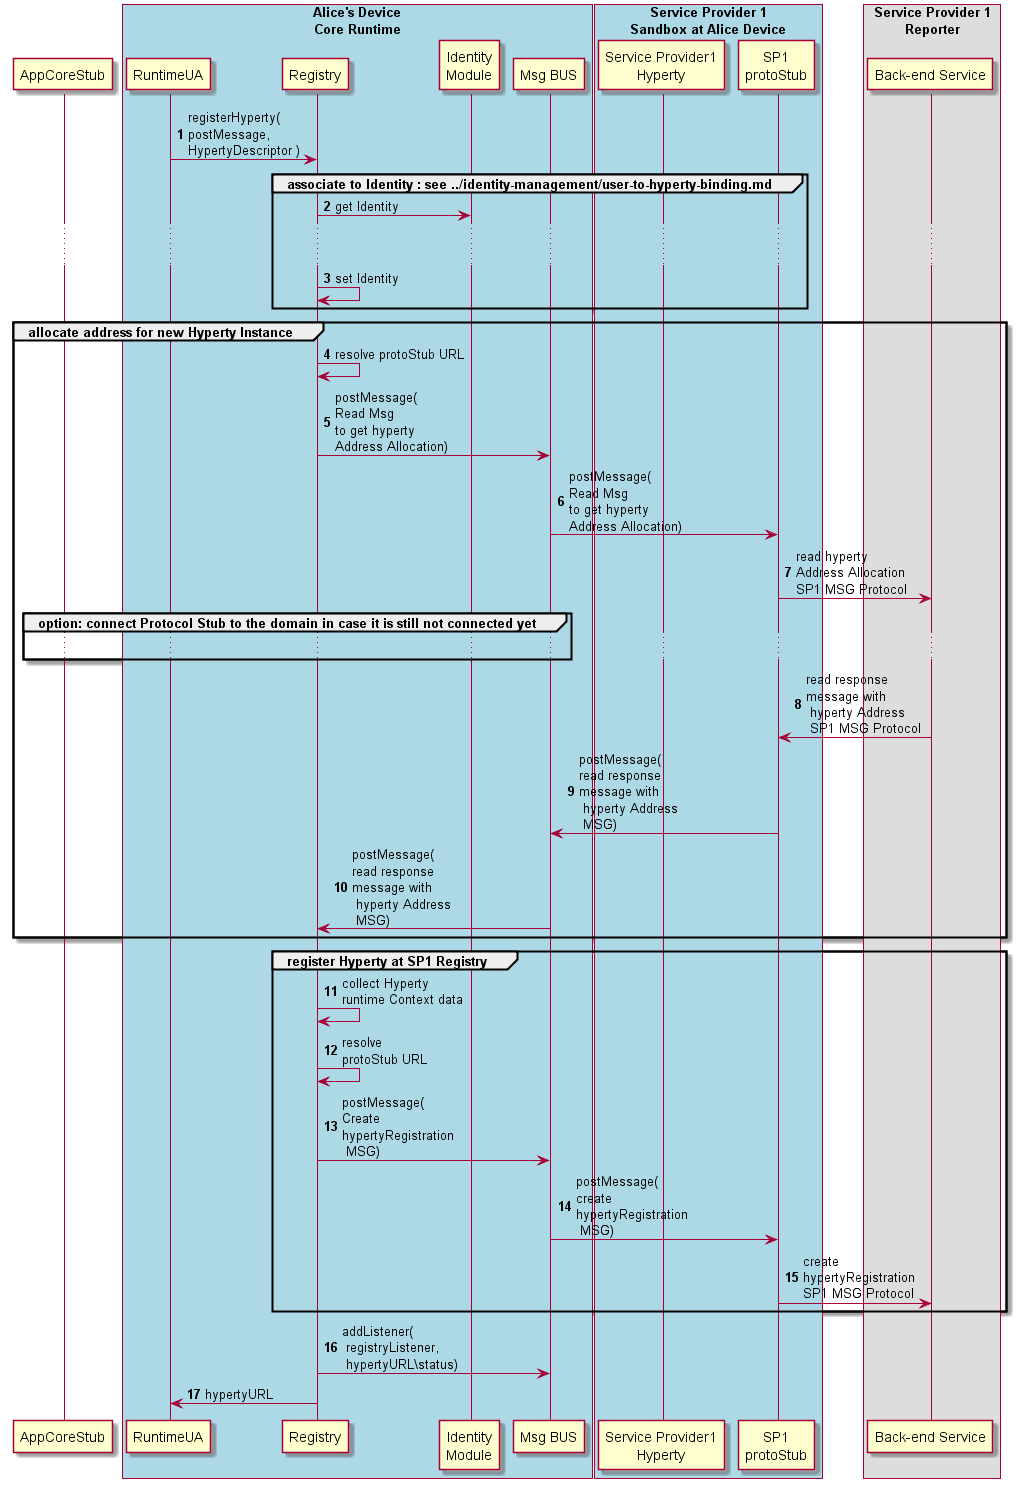 Alice's Device
Core Runtime
Service Provider 1
Sandbox at Alice Device
Service Provider 1
Reporter
AppCoreStub
RuntimeUA
Registry
Identity
Module
Msg BUS
Service Provider1
Hyperty
SP1
protoStub
Back-end Service
1 registerHyperty(
postMessage,
HypertyDescriptor )
associate to Identity : see ../identity-management/user-to-hyperty-binding.md
2 get Identity
3 set Identity
allocate address for new Hyperty Instance
4 resolve protoStub URL
5 postMessage(
Read Msg
to get hyperty
Address Allocation)
6 postMessage(
Read Msg
to get hyperty
Address Allocation)
7 read hyperty
Address Allocation
SP1 MSG Protocol
option: connect Protocol Stub to the domain in case it is still not connected yet
8 read response
message with
hyperty Address
SP1 MSG Protocol
9 postMessage(
read response
message with
hyperty Address
MSG)
10 postMessage(
read response
message with
hyperty Address
MSG)
register Hyperty at SP1 Registry
11 collect Hyperty
runtime Context data
12 resolve
protoStub URL
13 postMessage(
Create
hypertyRegistration
MSG)
14 postMessage(
create
hypertyRegistration
MSG)
15 create
hypertyRegistration
SP1 MSG Protocol
16 addListener(
registryListener,
hypertyURL\status)
17 hypertyURL
AppCoreStub
RuntimeUA
Registry
Identity
Module
Msg BUS
Service Provider1
Hyperty
SP1
protoStub
Back-end Service